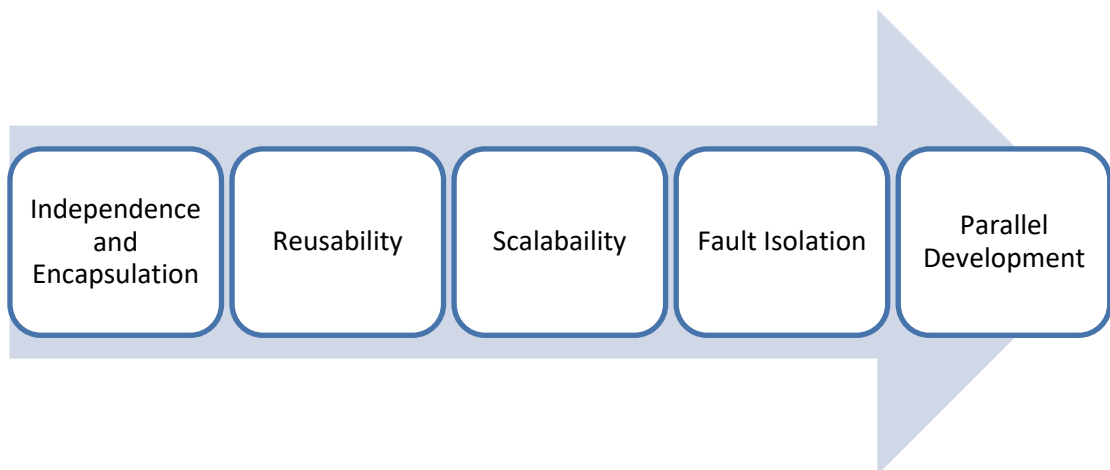 Independence
and
Encapsulation
Reusability
Scalabaility
Fault Isolation
Parallel
Development